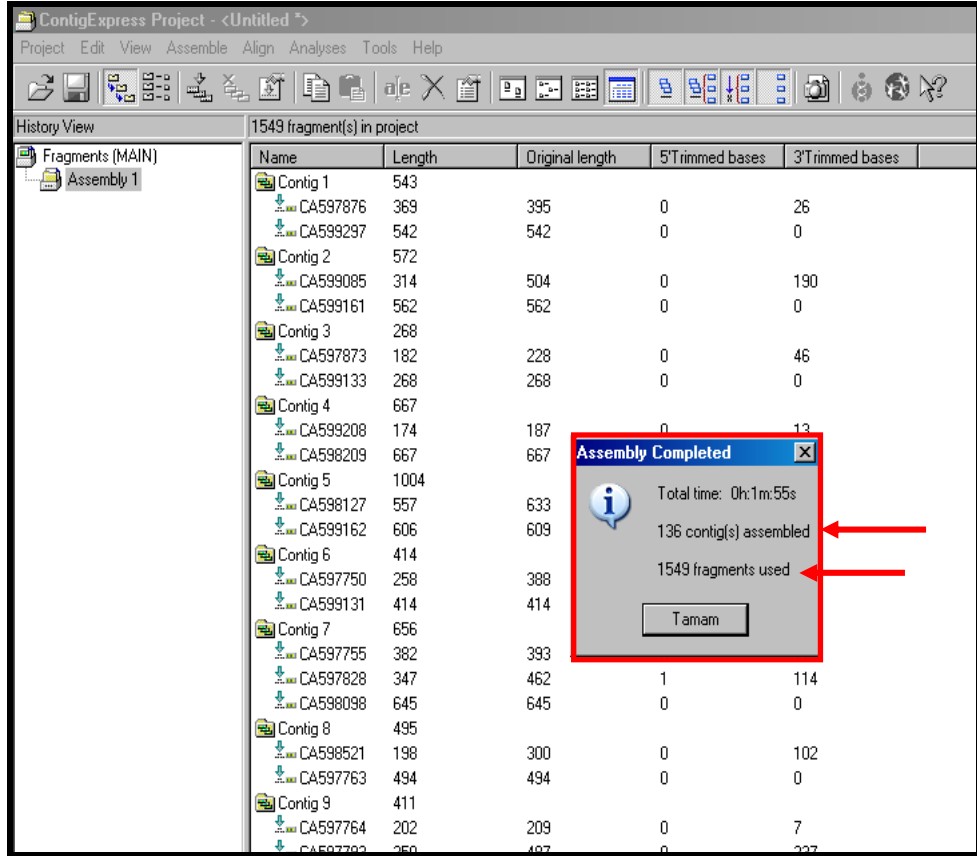 ContigExpress Project - <Untitled *>
Project Edit View Assemble Align Analyses Tools Help
History View
1549 fragment(s) in project
Fragments (MAIN)
Assembly 1
Name Length Original length 5'Trimmed bases 3'Trimmed bases
Contig 1 543
CA597876 369 395 0 26
CA599297 542 542 0 0
Contig 2 572
CA599085 314 504 0 190
CA599161 562 562 0 0
Contig 3 268
CA597873 182 228 0 46
CA599133 268 268 0 0
Contig 4 667
CA599208 174 187 0 13
CA598209 667 667
Contig 5 1004
CA598127 557 633
CA599162 606 609
Contig 6 414
CA597750 258 388
CA599131 414 414
Contig 7 656
CA597755 382 393
CA597828 347 462 1 114
CA598098 645 645 0 0
Contig 8 495
CA598521 198 300 0 102
CA597763 494 494 0 0
Contig 9 411
CA597764 202 209 0 7
Assembly Completed
Total time: 0h:1m:55s
136 contig(s) assembled
1549 fragments used
Tamam